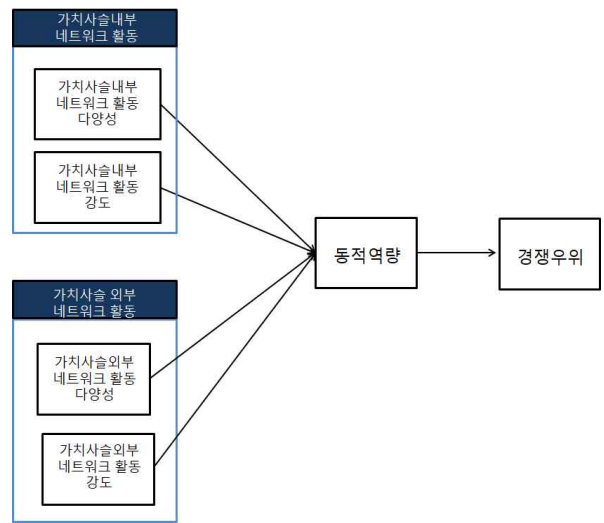 가치사슬내부
네트워크 활동
가치사슬내부
네트워크 활동
다양성
가치사슬내부
네트워크 활동
강도
동적역량
경쟁우위
가치사슬 외부
네트워크 활동
가치사슬외부
네트워크 활동
다양성
가치사슬외부
네트워크 활동
강도